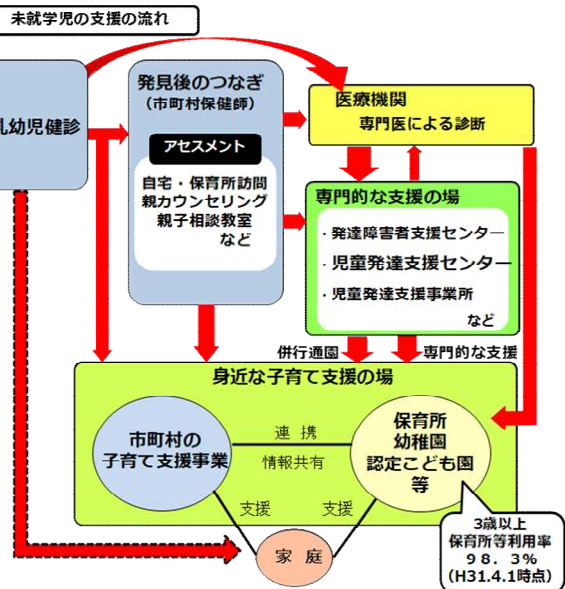 未就学児の支援の流れ
乳幼児健診
発見後のつなぎ
（市町村保健師）
アセスメント
自宅・保育所訪問
親カウンセリング
親子相談教室
など
医療機関
専門医による診断
専門的な支援の場
・発達障害者支援センター
・児童発達支援センター
・児童発達支援事業所
など
併行通園
専門的な支援
身近な子育て支援の場
市町村の
子育て支援事業
連 携
情報共有
保育所
幼稚園
認定こども園
等
支援
支援
家 庭
3歳以上
保育所等利用率
９８．３%
（H31.4.1時点）